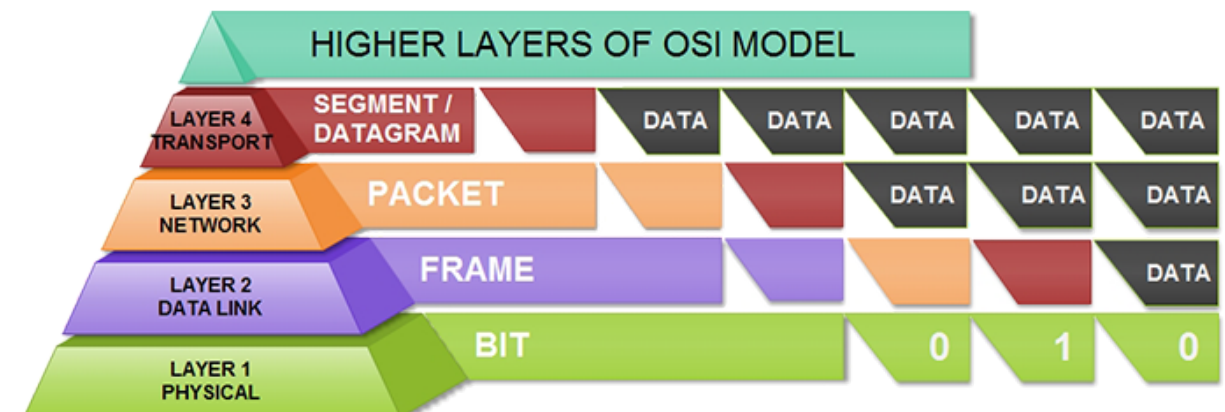 HIGHER LAYERS OF OSI MODEL
LAYER 4
TRANSPORT
SEGMENT /
DATAGRAM
DATA DATA DATA DATA DATA
LAYER 3
NETWORK
PACKET
DATA DATA DATA
LAYER 2
DATA LINK
FRAME
DATA
LAYER 1
PHYSICAL
BIT
0 1 0